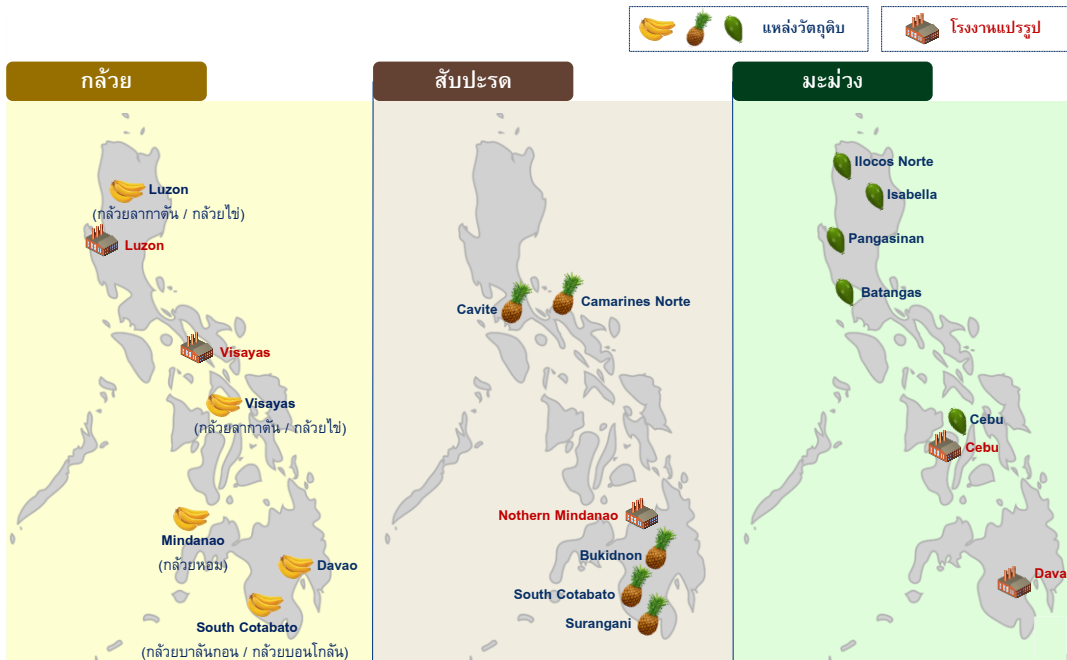 แหล่งวัตถุดิบ
โรงงานแปรรูป
กล้วย
Luzon
(กล้วยลากาตัน / กล้วยไข่)
Luzon
Visayas
Visayas
(กล้วยลากาตัน / กล้วยไข่)
Mindanao
(กล้วยหอม)
Davao
South Cotabato
(กล้วยบาลันกอน / กล้วยบอนโกลัน)
สับปะรด
Camarines Norte
Cavite
Nothern Mindanao
Bukidnon
South Cotabato
Surangani
มะม่วง
Ilocos Norte
Isabella
Pangasinan
Batangas
Cebu
Cebu
Dava